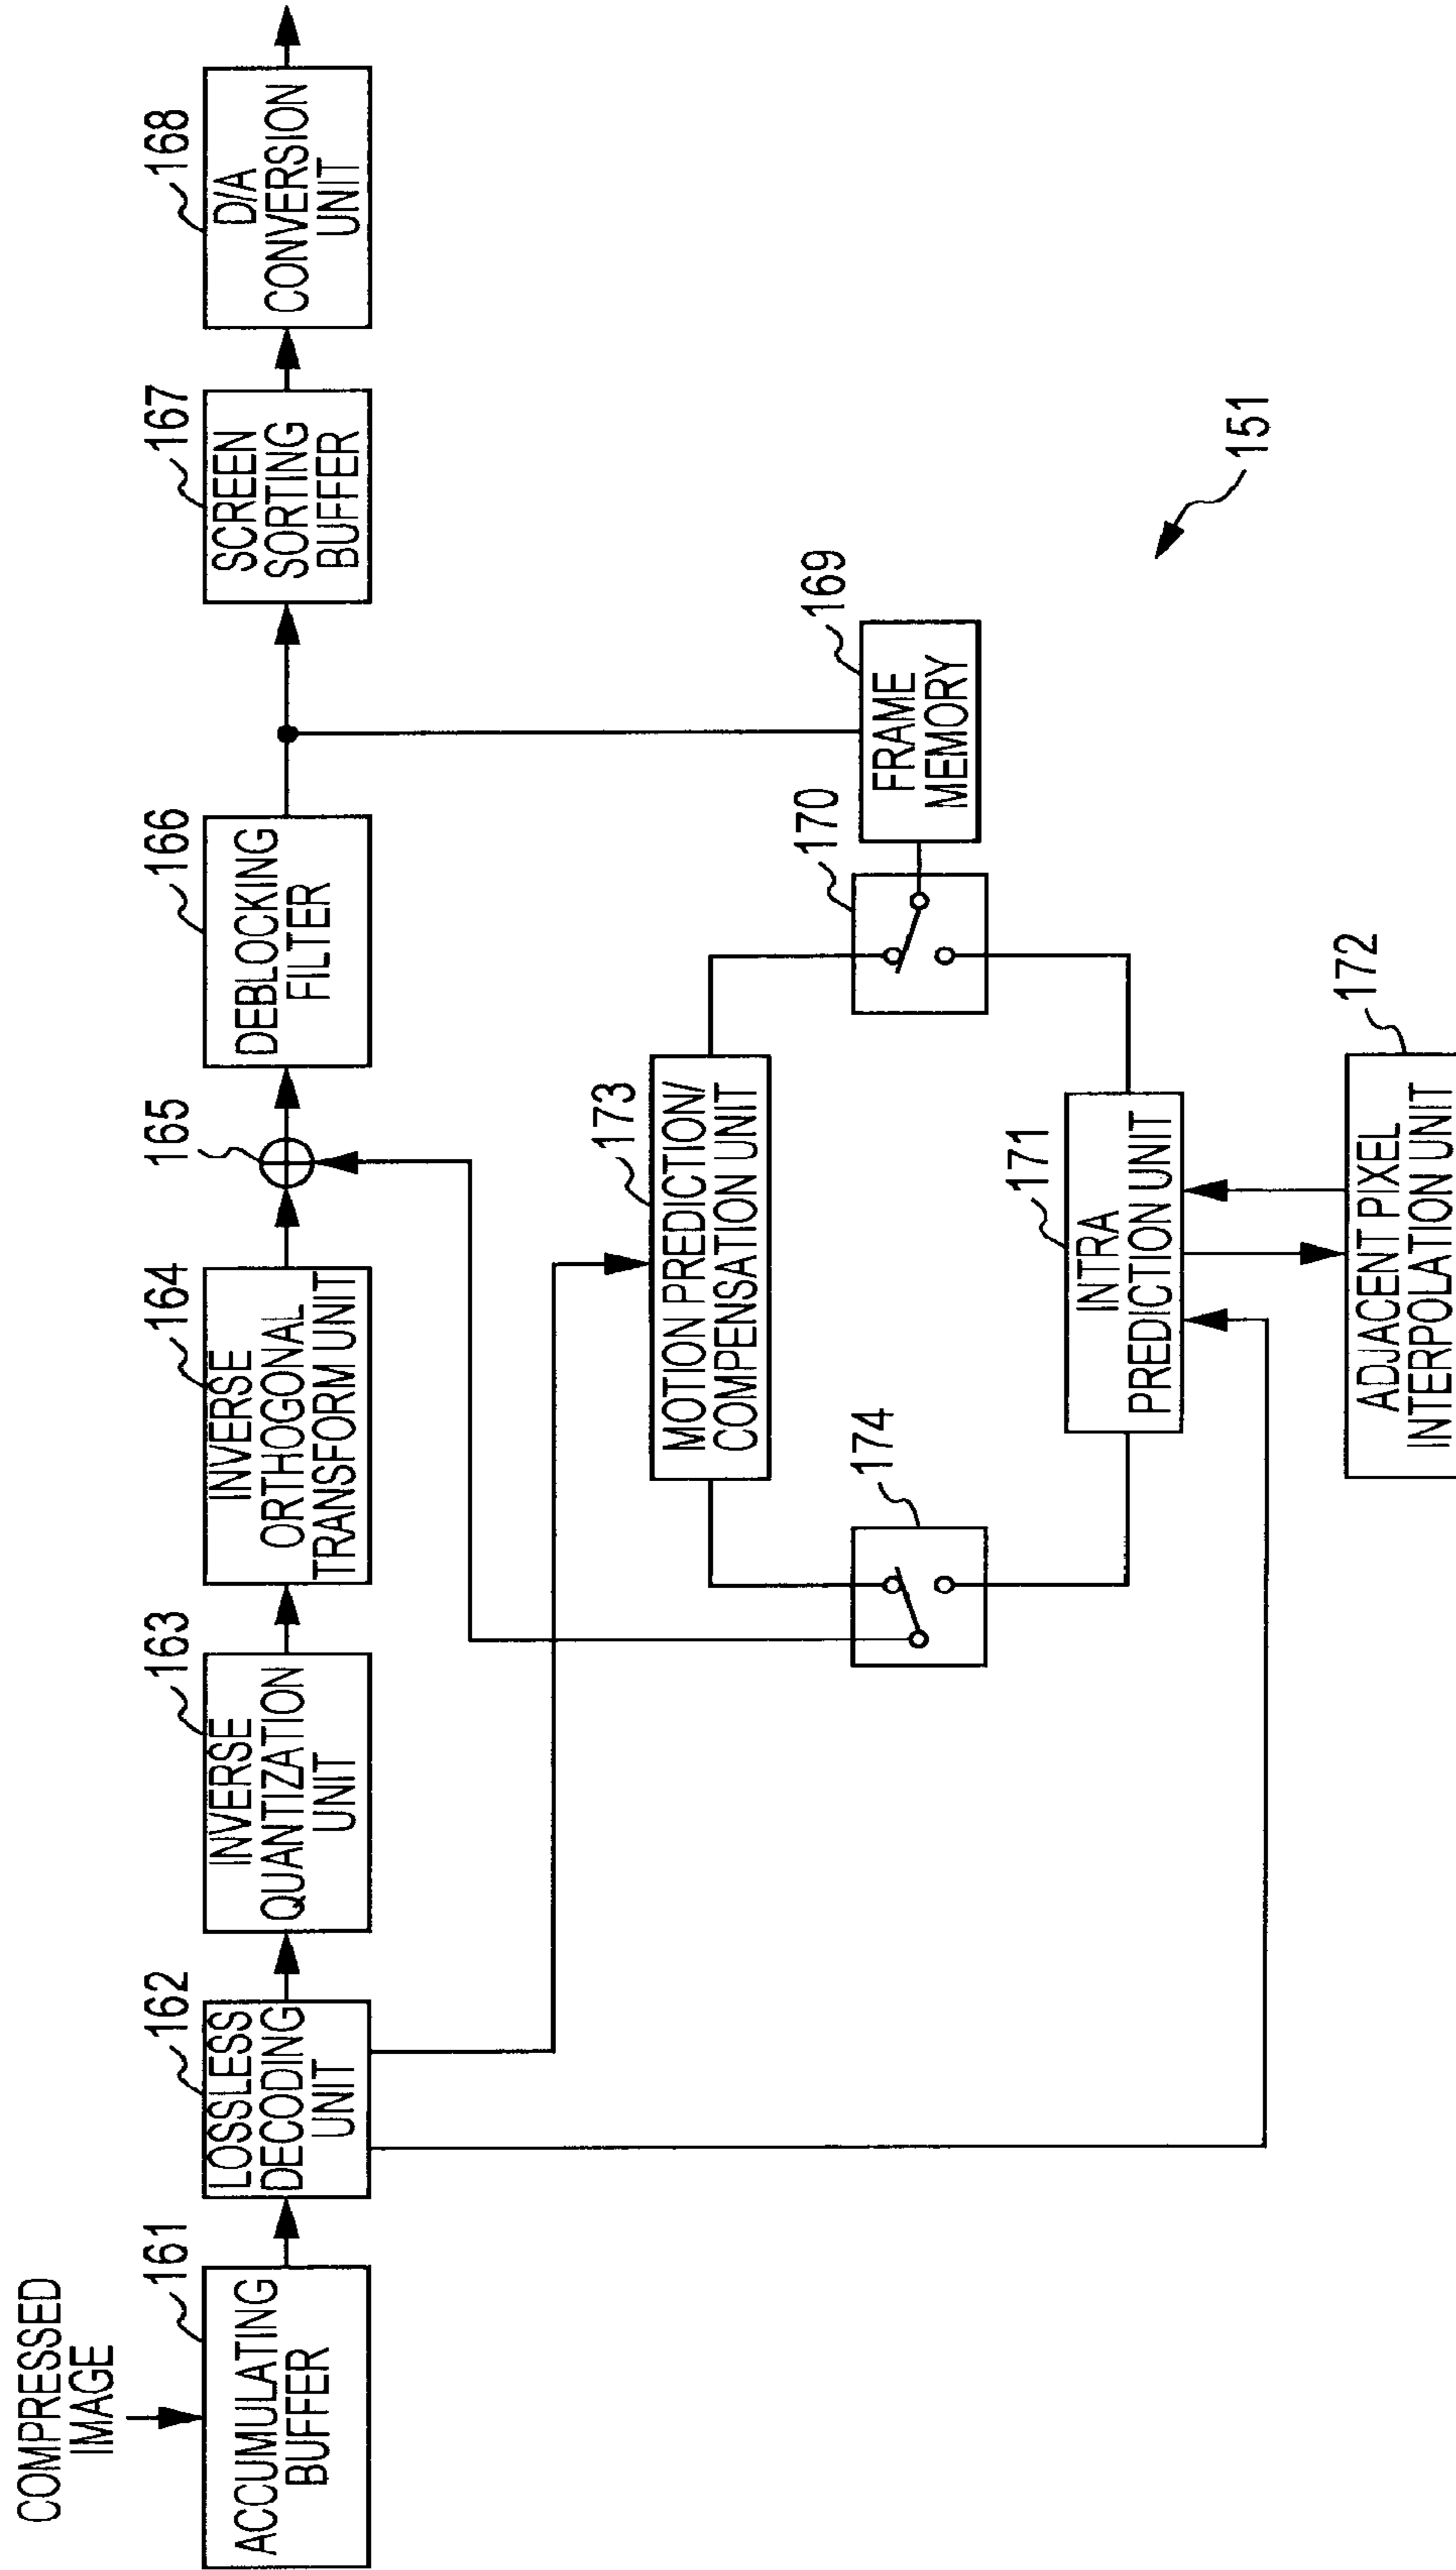 COMPRESSED
IMAGE
161
ACCUMULATING
BUFFER
162
LOSSLESS
DECODING
UNIT
163
INVERSE
QUANTIZATION
UNIT
164
INVERSE
ORTHOGONAL
TRANSFORM UNIT
165
166
DEBLOCKING
FILTER
167
SCREEN
SORTING
BUFFER
168
D/A
CONVERSION
UNIT
173
MOTION PREDICTION/
COMPENSATION UNIT
174
170
169
FRAME
MEMORY
171
INTRA
PREDICTION UNIT
172
ADJACENT PIXEL
INTERPOLATION UNIT
151